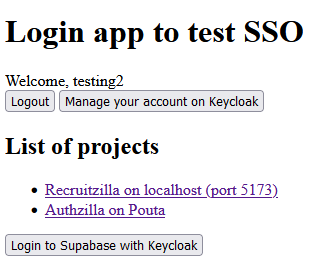 Login app to test SSO
Welcome, testing2
Logout Manage your account on Keycloak
List of projects
Recruitzilla on localhost (port 5173)
Authzilla on Pouta
Login to Supabase with Keycloak